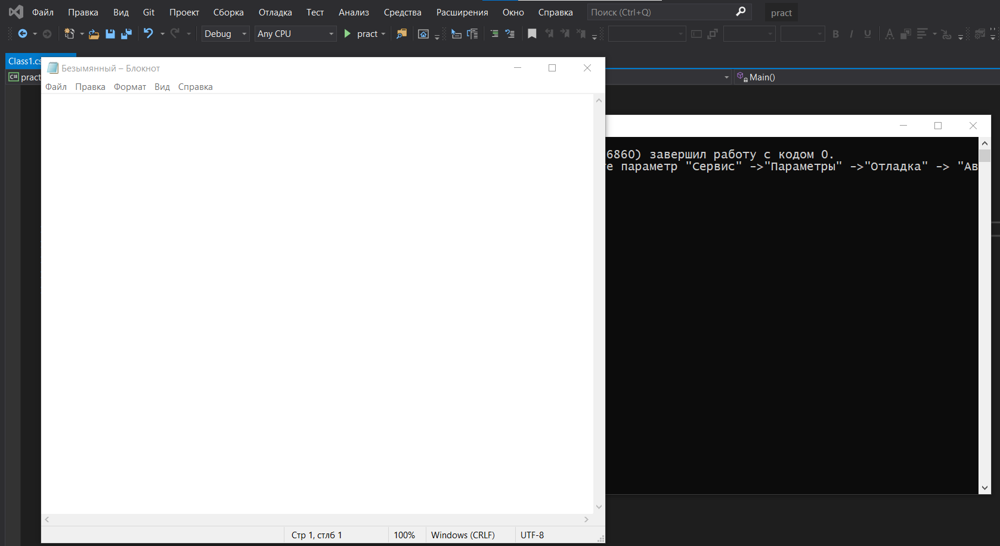 Файл Правка Вид Git Проект Сборка Отладка Тест Анализ Средства Расширения Окно Справка Поиск (Ctrl+Q) pract
Debug Any CPU pract
Class1.cs
Безымянный – Блокнот
pract
Main()
Файл Правка Формат Вид Справка
6860) завершил работу с кодом 0.
е параметр "Сервис" ->"Параметры" ->"Отладка" -> "Ав
Стр 1, стлб 1 100% Windows (CRLF) UTF-8